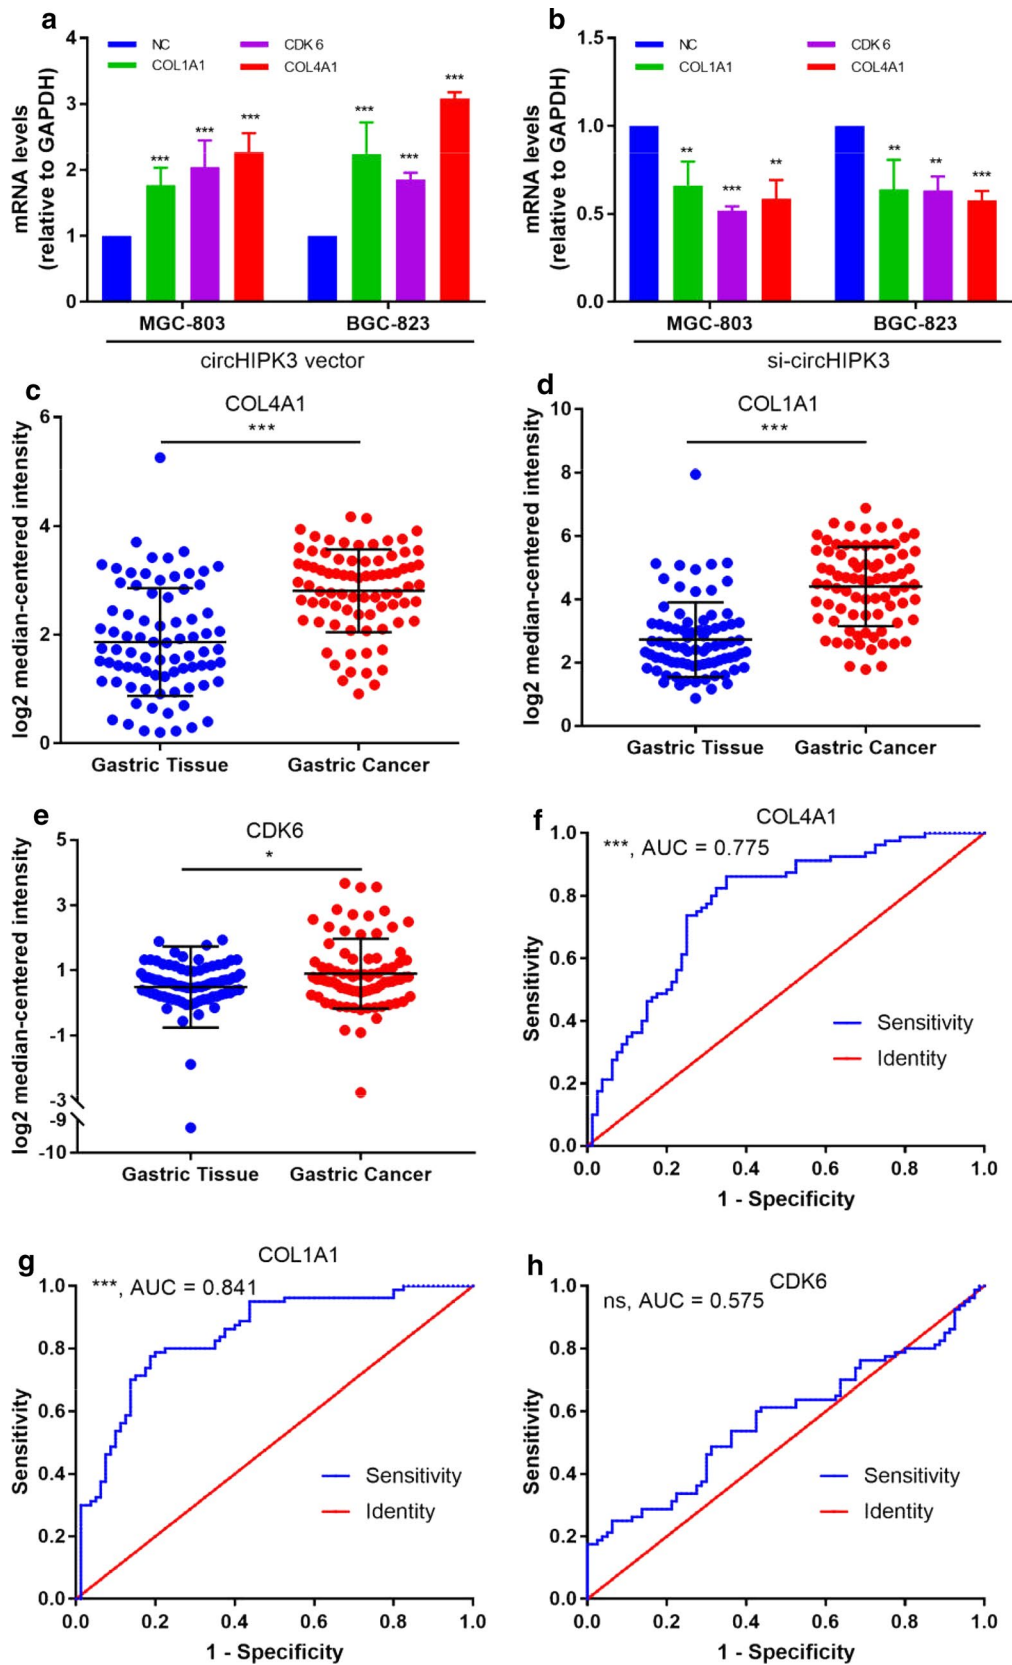 a
mRNA levels
(relative to GAPDH)
4
3
2
1
0
NC
COL1A1
CDK 6
COL4A1
***
***
***
***
***
***
MGC-803
BGC-823
circHIPK3 vector
b
mRNA levels
(relative to GAPDH)
1.5
1.0
0.5
0.0
NC
COL1A1
CDK 6
COL4A1
**
***
**
**
**
***
MGC-803
BGC-823
si-circHIPK3
c
COL4A1
***
log2 median-centered intensity
6
4
2
0
Gastric Tissue
Gastric Cancer
d
COL1A1
***
log2 median-centered intensity
10
8
6
4
2
0
Gastric Tissue
Gastric Cancer
e
CDK6
*
log2 median-centered intensity
5
3
1
-1
-3
-9
-10
Gastric Tissue
Gastric Cancer
f
COL4A1
***, AUC = 0.775
Sensitivity
1.0
0.8
0.6
0.4
0.2
0.0
Sensitivity
Identity
0.0 0.2 0.4 0.6 0.8 1.0
1 - Specificity
g
COL1A1
***, AUC = 0.841
Sensitivity
1.0
0.8
0.6
0.4
0.2
0.0
Sensitivity
Identity
0.0 0.2 0.4 0.6 0.8 1.0
1 - Specificity
h
CDK6
ns, AUC = 0.575
Sensitivity
1.0
0.8
0.6
0.4
0.2
0.0
Sensitivity
Identity
0.0 0.2 0.4 0.6 0.8 1.0
1 - Specificity